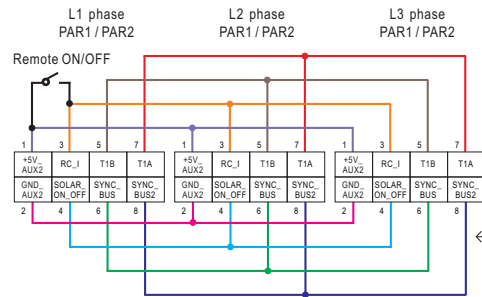 L1 phase L2 phase L3 phase
PAR1 / PAR2 PAR1 / PAR2 PAR1 / PAR2
Remote ON/OFF
1 3 5 7 1 3 5 7 1 3 5 7
+5V_ AUX2 RC_I T1B T1A +5V_ AUX2 RC_I T1B T1A +5V_ AUX2 RC_I T1B T1A
GND_ AUX2 SOLAR_ ON_OFF SYNC_ BUS SYNC_ BUS2 GND_ AUX2 SOLAR_ ON_OFF SYNC_ BUS SYNC_ BUS2 GND_ AUX2 SOLAR_ ON_OFF SYNC_ BUS SYNC_ BUS2
2 4 6 8 2 4 6 8 2 4 6 8